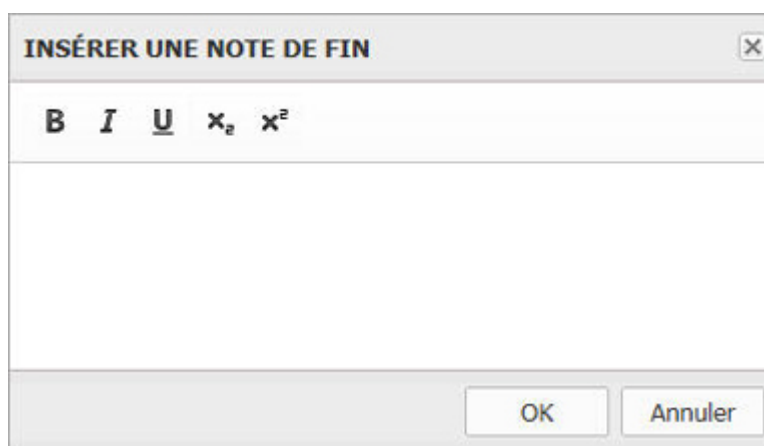 INSÉRER UNE NOTE DE FIN
B I U x₂ x²
OK Annuler